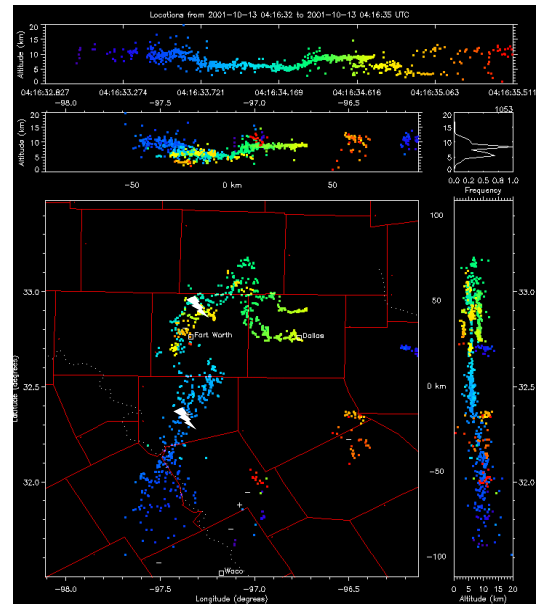 Locations from 2001-10-13 04:16:32 to 2001-10-13 04:16:35 UTC
Altitude (km)
20
15
10
5
0
04:16:32.827 04:16:33.274 04:16:33.721 04:16:34.169 04:16:34.616 04:16:35.063 04:16:35.511
-98.0 -97.5 -97.0 -96.5
1053
Altitude (km)
20
15
10
5
0
-50 0 km 50
0.0 0.2 0.4 0.6 0.8 1.0
Frequency
Latitude (degrees)
33.0
32.5
32.0
Fort Worth
Dallas
Waco
100
50
0 km
-50
-100
-98.0 -97.5 -97.0 -96.5
Longitude (degrees)
0 5 10 15 20
Altitude (km)